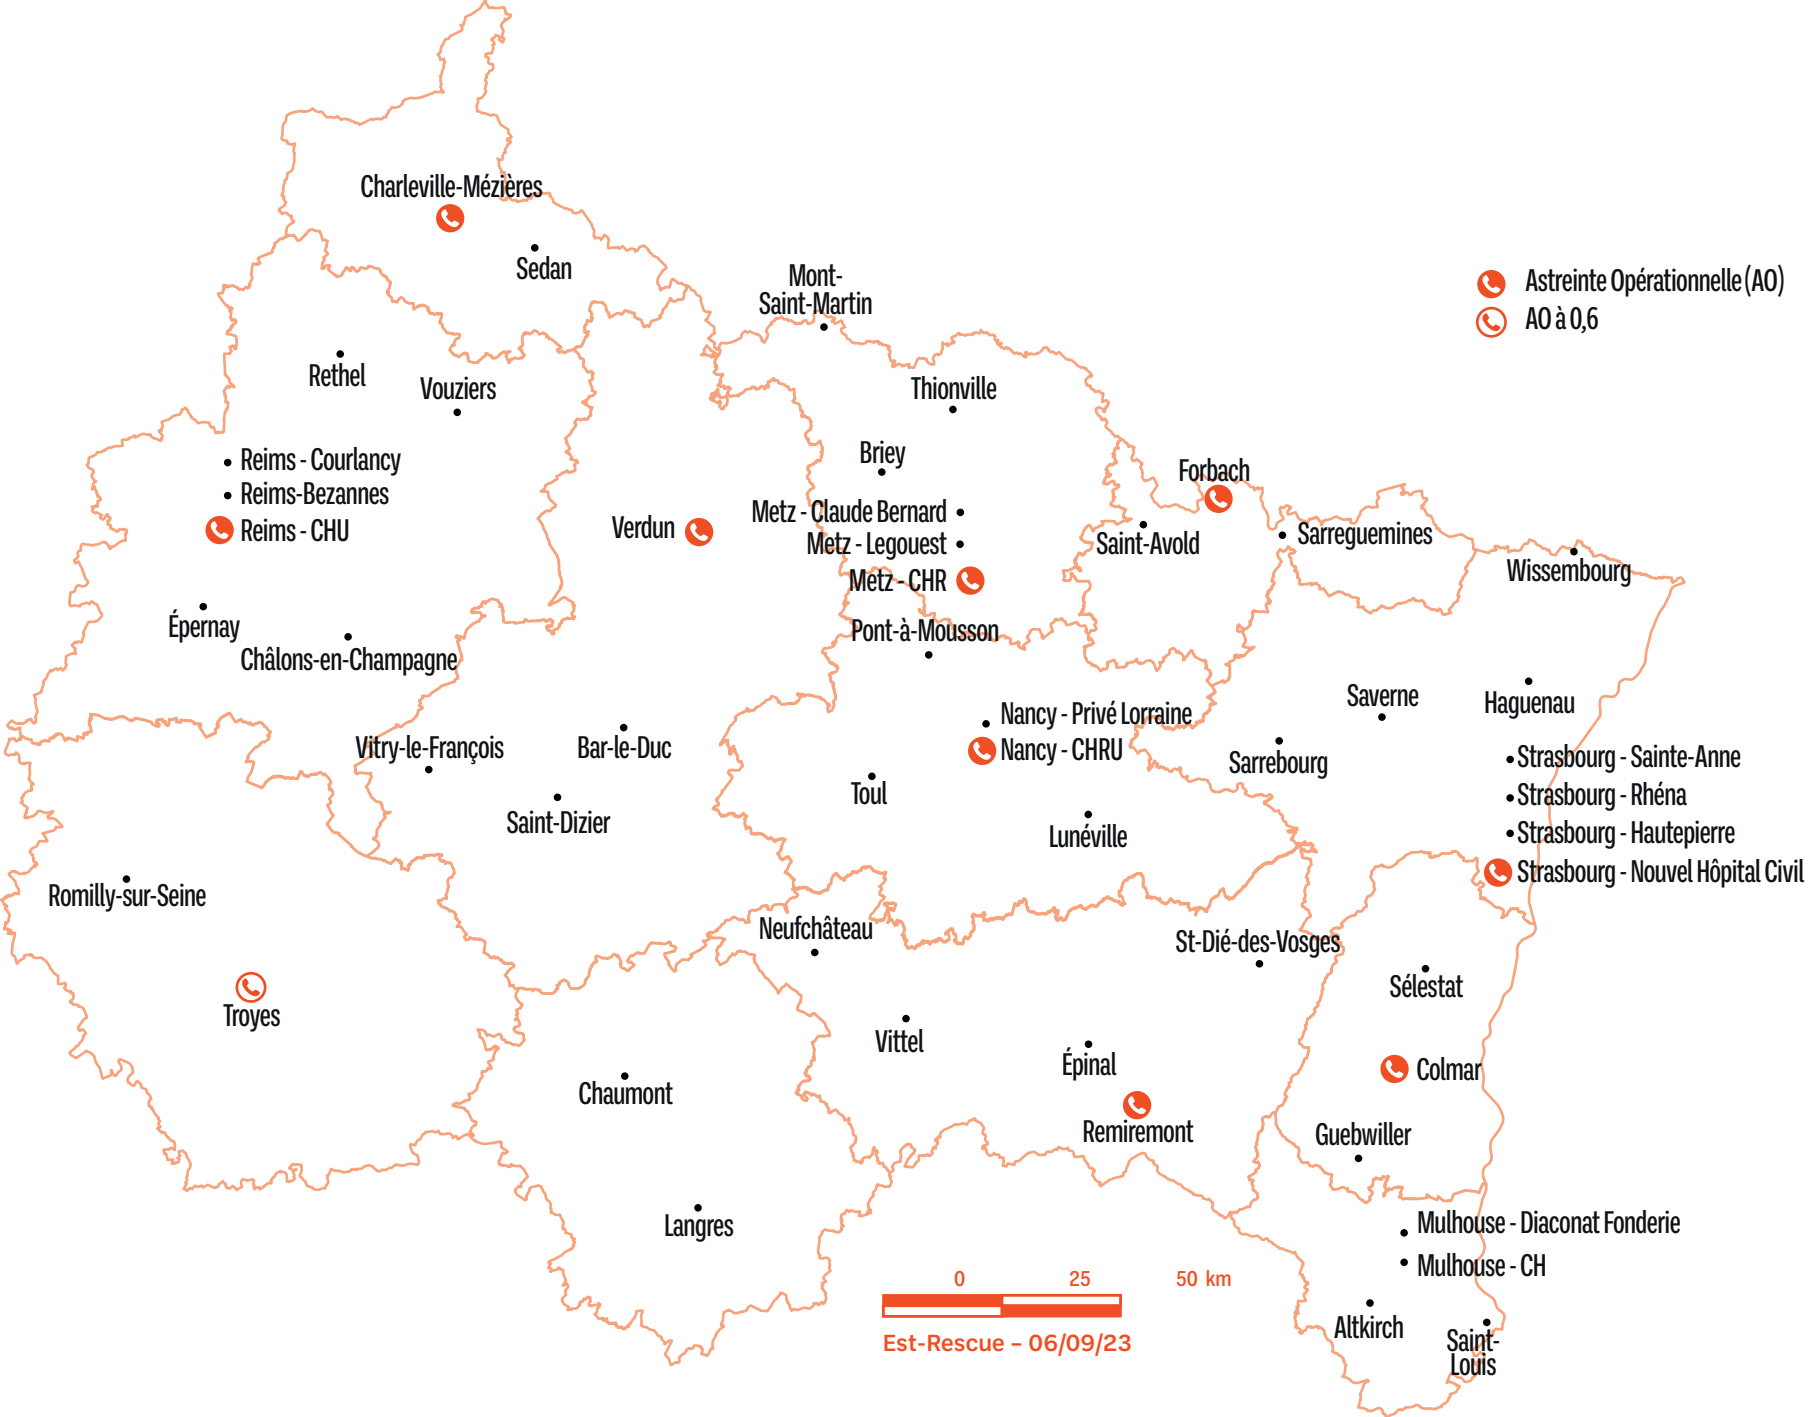 Charleville-Mézières
Sedan
Mont-
Saint-Martin
Astreinte Opérationnelle (AO)
AO à 0,6
Rethel
Vouziers
Thionville
Briey
Forbach
Reims - Courlancy
Reims-Bezannes
Reims - CHU
Verdun
Metz - Claude Bernard
Metz - Legouest
Metz - CHR
Saint-Avold
Sarreguemines
Wissembourg
Épernay
Châlons-en-Champagne
Pont-à-Mousson
Saverne
Haguenau
Nancy - Privé Lorraine
Nancy - CHRU
Vitry-le-François
Bar-le-Duc
Sarrebourg
Strasbourg - Sainte-Anne
Strasbourg - Rhéna
Strasbourg - Hautepierre
Strasbourg - Nouvel Hôpital Civil
Toul
Saint-Dizier
Lunéville
Romilly-sur-Seine
Neufchâteau
St-Dié-des-Vosges
Sélestat
Troyes
Vittel
Épinal
Colmar
Chaumont
Remiremont
Guebwiller
Langres
Mulhouse - Diaconat Fonderie
Mulhouse - CH
0 25 50 km
Est-Rescue – 06/09/23
Altkirch
Saint-
Louis